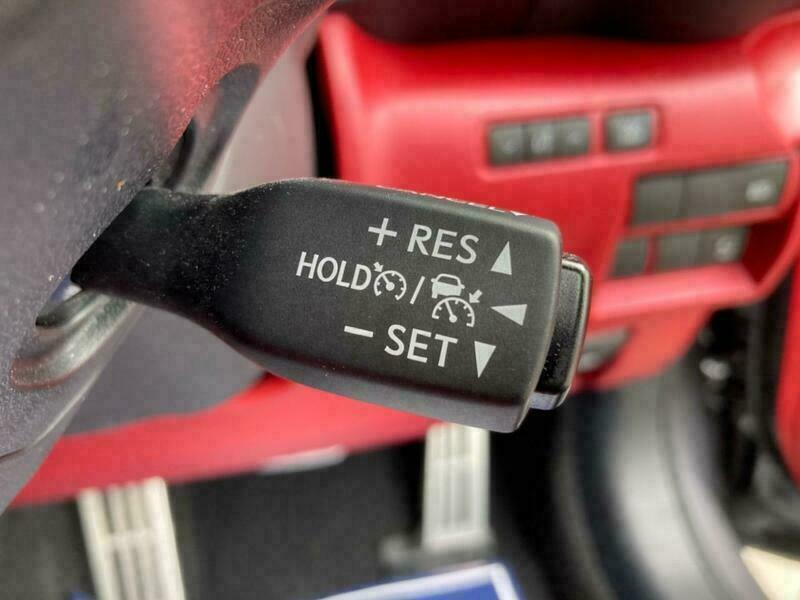 + RES
HOLD /
− SET